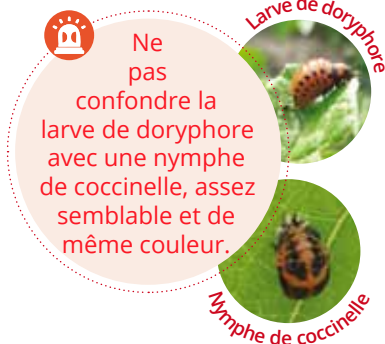 Ne
pas
confondre la
larve de doryphore
avec une nymphe
de coccinelle, assez
semblable et de
même couleur.
Larve de doryphore
Nymphe de coccinelle